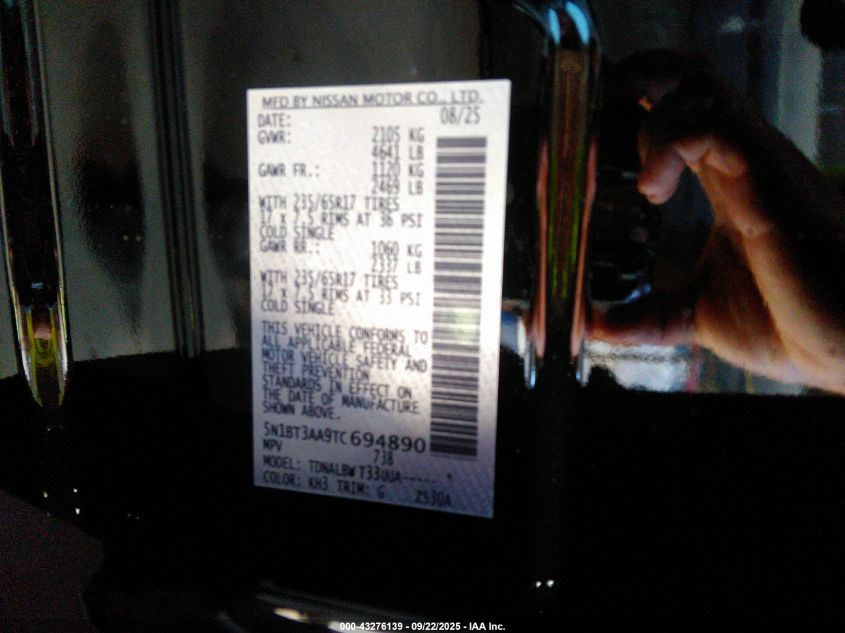 MFD BY NISSAN MOTOR CO., LTD.
DATE: 08/25
GVWR: 2105 KG
4641 LB
GAWR FR.: 1120 KG
2469 LB
WITH 235/65R17 TIRES
17 X 7.5 RIMS AT 36 PSI
COLD SINGLE
GAWR RR.: 1060 KG
2337 LB
WITH 235/65R17 TIRES
17 X 7.5 RIMS AT 33 PSI
COLD SINGLE
THIS VEHICLE CONFORMS TO
ALL APPLICABLE FEDERAL
MOTOR VEHICLE SAFETY AND
THEFT PREVENTION
STANDARDS IN EFFECT ON
THE DATE OF MANUFACTURE
SHOWN ABOVE.
5N1BT3AA9TC694890
MPV 738
MODEL: TDNALBW T33UUA-----
COLOR: KH3 TRIM: G ZS30A
000-43276139 - 09/22/2025 - IAA Inc.